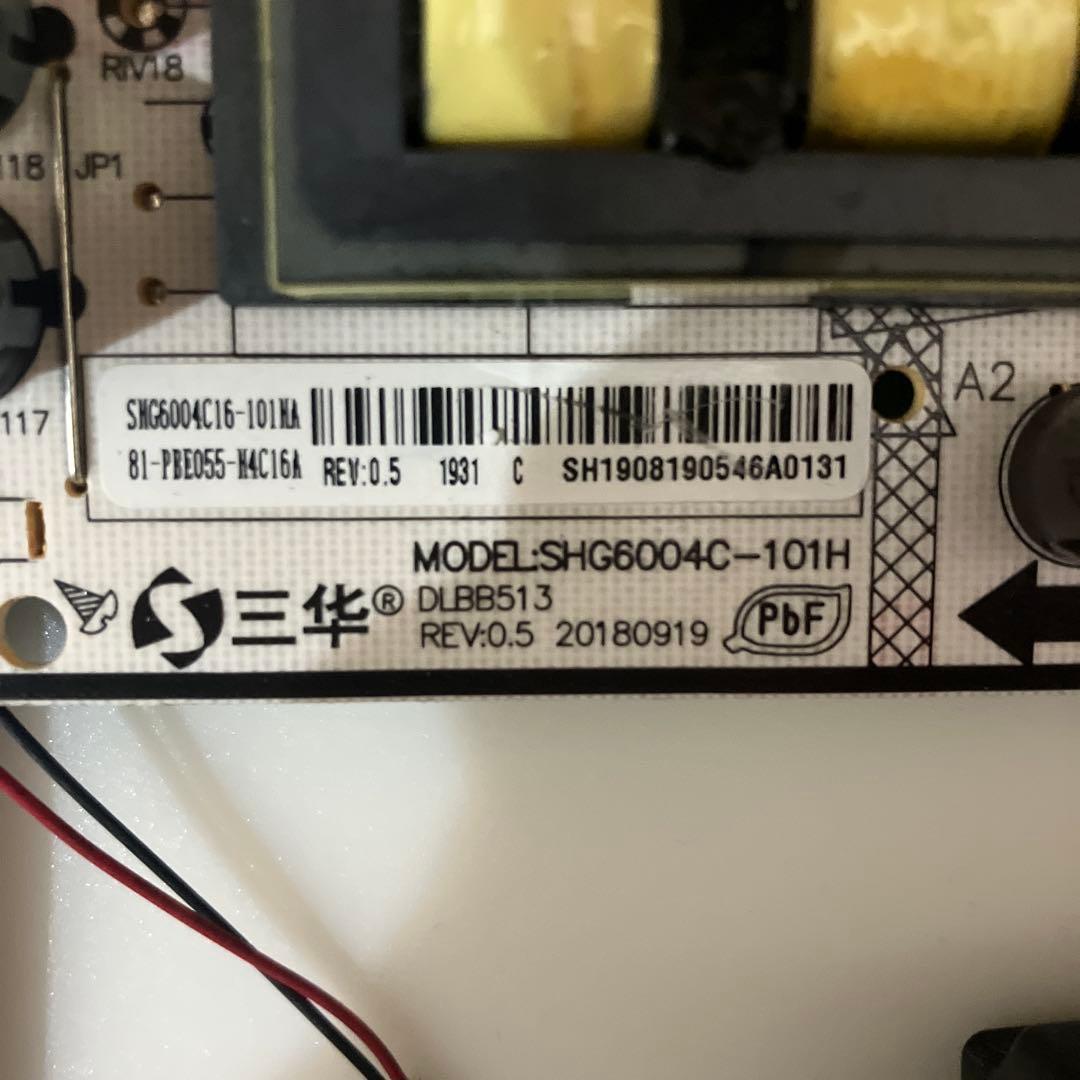 RIV18
118
JP1
117
A2
SHG6004C16-101HA
81-PBE055-H4C16A
REV:0.5 1931 C SH1908190546A0131
MODEL:SHG6004C-101H
三华®
DLBB513
REV:0.5 20180919
PbF